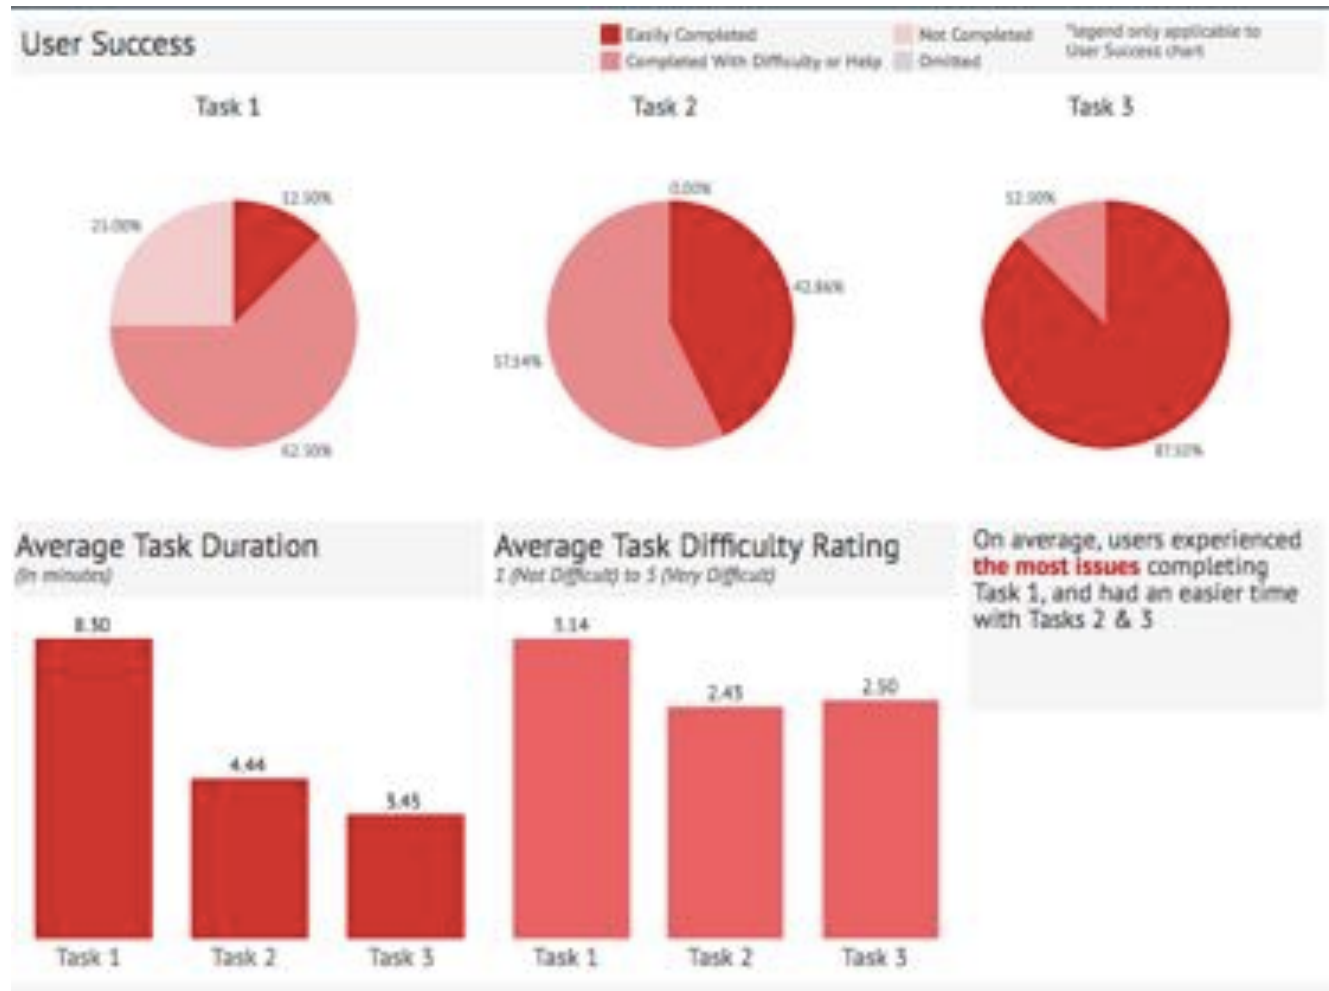 User Success
Easily Completed
Not Completed
*legend only applicable to
User Success chart
Completed With Difficulty or Help
Omitted
Task 1
Task 2
Task 3
12.50%
25.00%
62.50%
0.00%
42.86%
57.14%
12.50%
87.50%
Average Task Duration
(in minutes)
8.30
4.44
3.45
Task 1
Task 2
Task 3
Average Task Difficulty Rating
1 (Not Difficult) to 5 (Very Difficult)
3.14
2.43
2.50
Task 1
Task 2
Task 3
On average, users experienced
the most issues completing
Task 1, and had an easier time
with Tasks 2 & 3